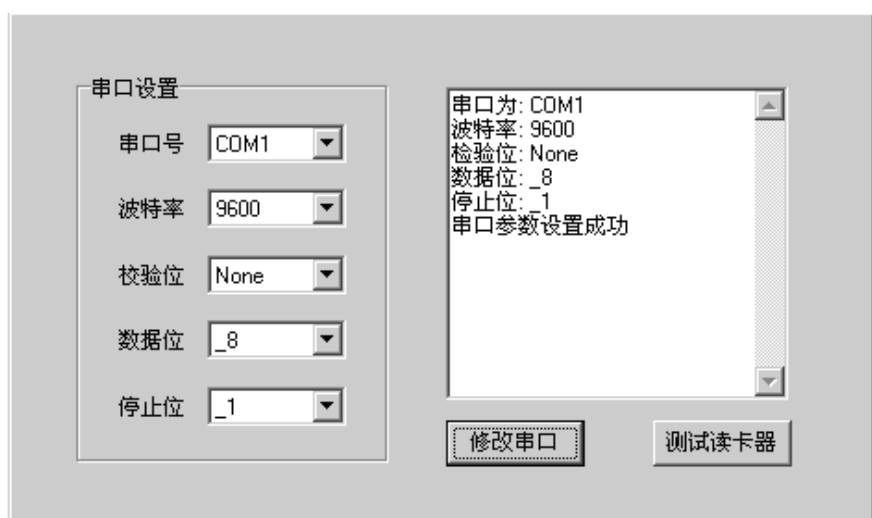 串口设置
串口号 COM1
波特率 9600
校验位 None
数据位 _8
停止位 _1
串口为: COM1
波特率: 9600
检验位: None
数据位: _8
停止位: _1
串口参数设置成功
修改串口
测试读卡器